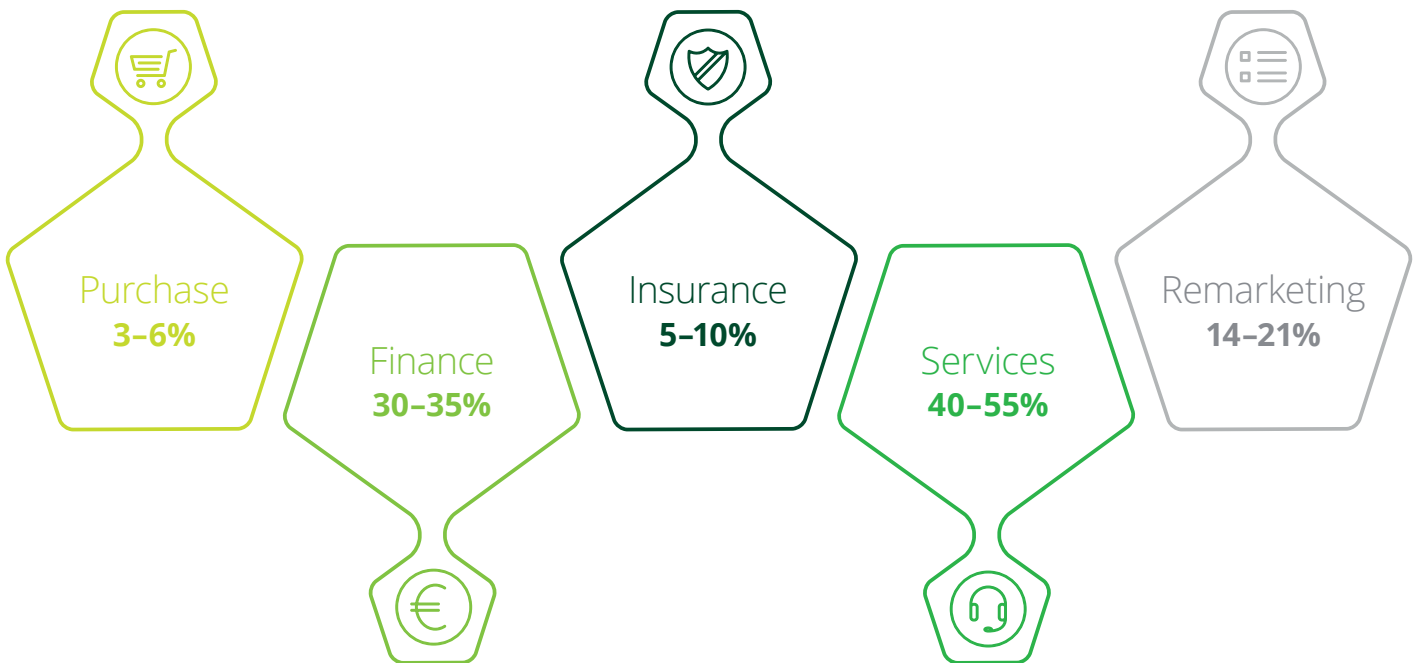 Purchase
3–6%
Finance
30–35%
Insurance
5–10%
Services
40–55%
Remarketing
14–21%